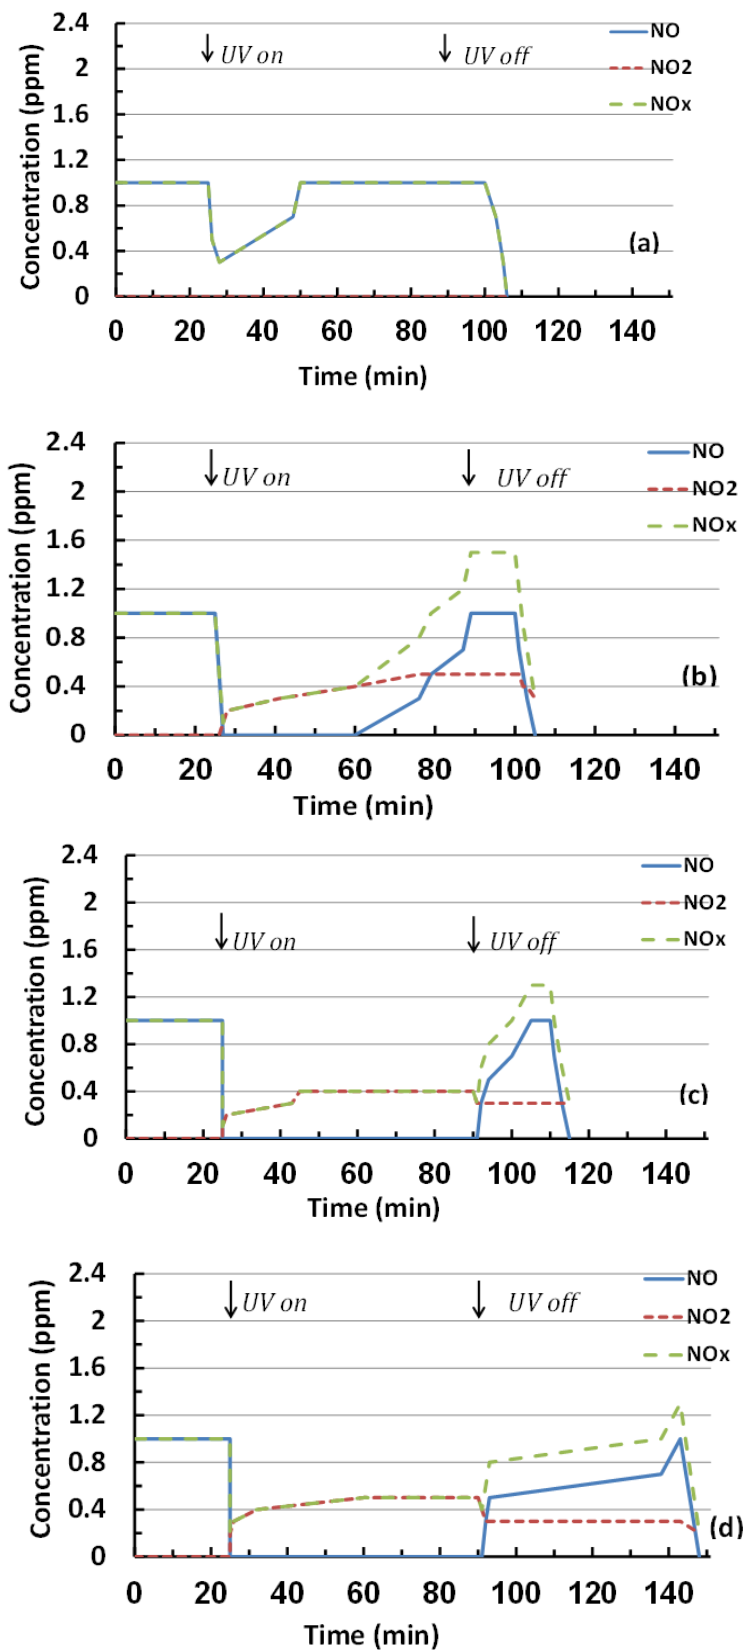 2.4
UV on
UV off
NO
2
NO2
1.6
NOx
1.2
0.8
(a)
0.4
0
Concentration (ppm)
0 20 40 60 80 100 120 140
Time (min)
2.4
UV on
UV off
NO
2
NO2
1.6
NOx
1.2
0.8
(b)
0.4
0
Concentration (ppm)
0 20 40 60 80 100 120 140
Time (min)
2.4
NO
2
NO2
UV on
UV off
1.6
NOx
1.2
0.8
(c)
0.4
0
Concentration (ppm)
0 20 40 60 80 100 120 140
Time (min)
2.4
NO
UV on
UV off
2
NO2
1.6
NOx
1.2
0.8
0.4
(d)
0
Concentration (ppm)
0 20 40 60 80 100 120 140
Time (min)